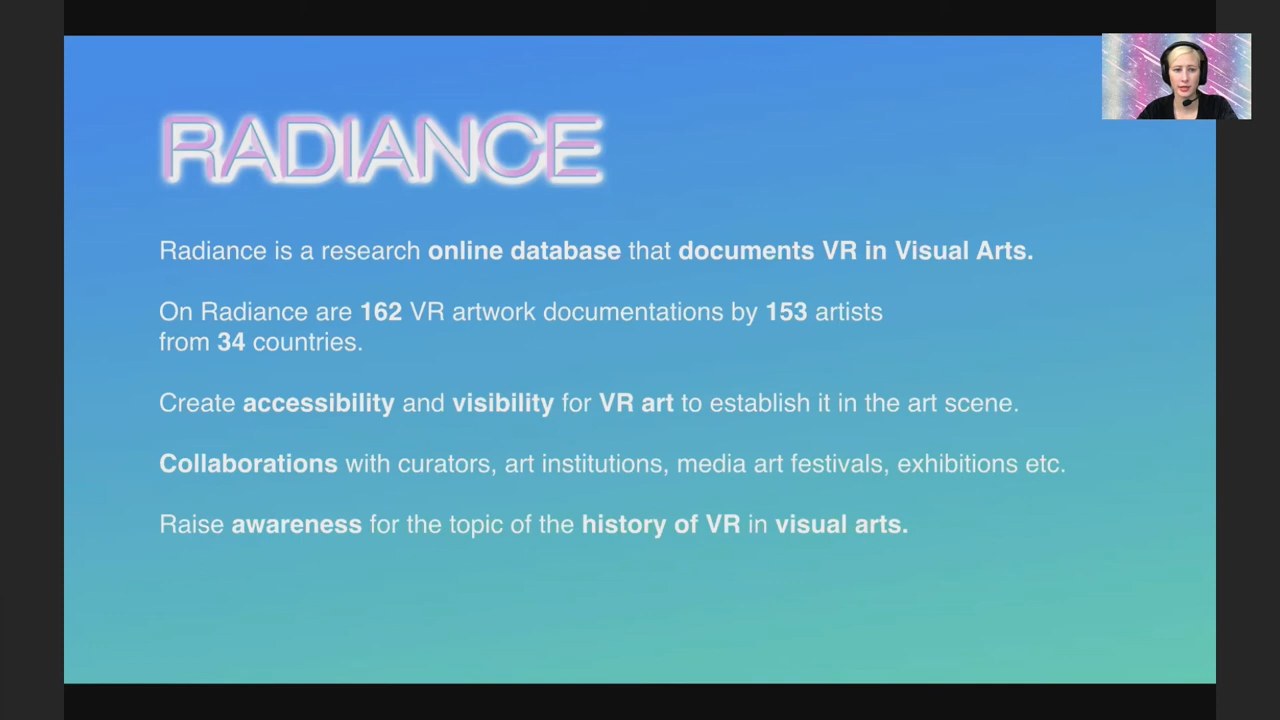 RADIANCE
Radiance is a research online database that documents VR in Visual Arts.
On Radiance are 162 VR artwork documentations by 153 artists
from 34 countries.
Create accessibility and visibility for VR art to establish it in the art scene.
Collaborations with curators, art institutions, media art festivals, exhibitions etc.
Raise awareness for the topic of the history of VR in visual arts.